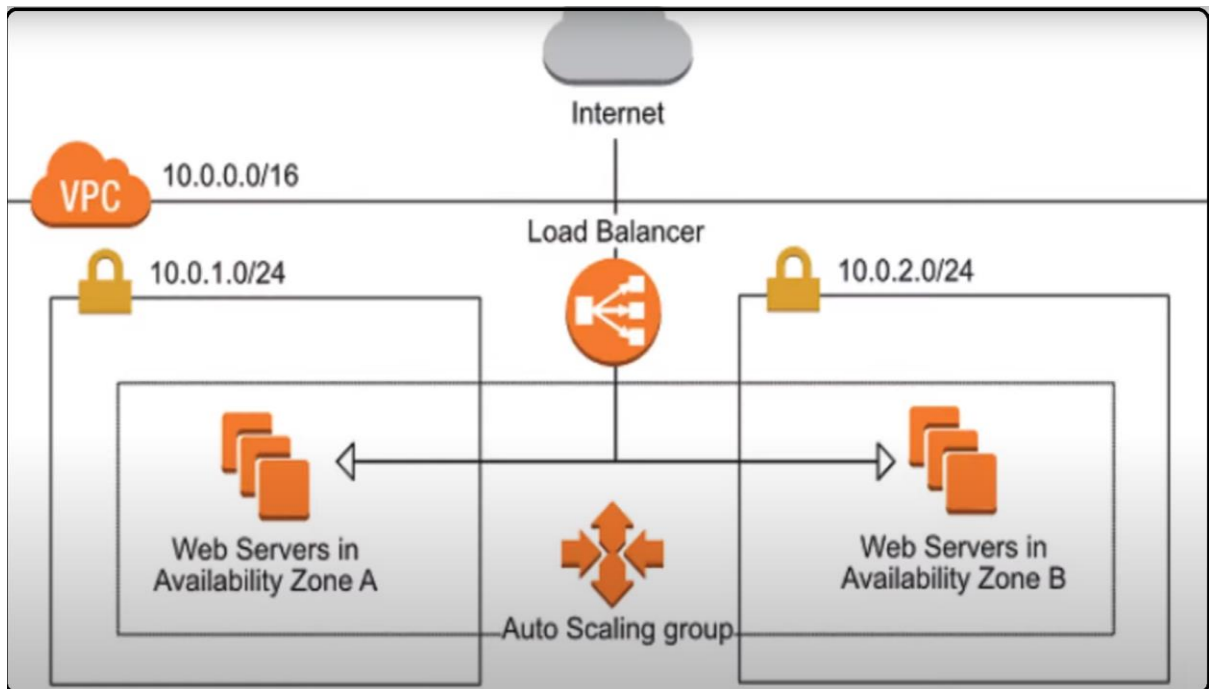 Internet
VPC
10.0.0.0/16
Load Balancer
10.0.1.0/24
10.0.2.0/24
Web Servers in
Availability Zone A
Web Servers in
Availability Zone B
Auto Scaling group